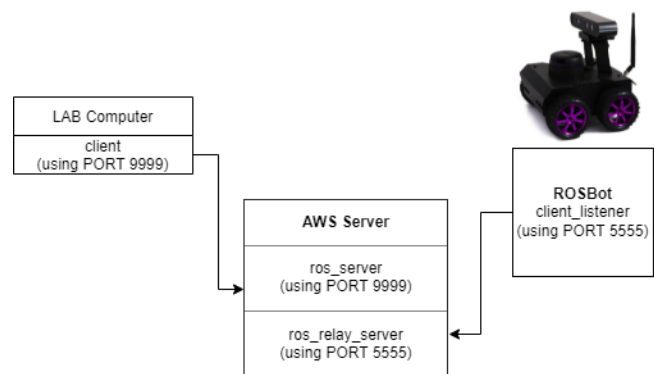 LAB Computer
client
(using PORT 9999)
AWS Server
ros_server
(using PORT 9999)
ros_relay_server
(using PORT 5555)
ROSBot
client_listener
(using PORT 5555)